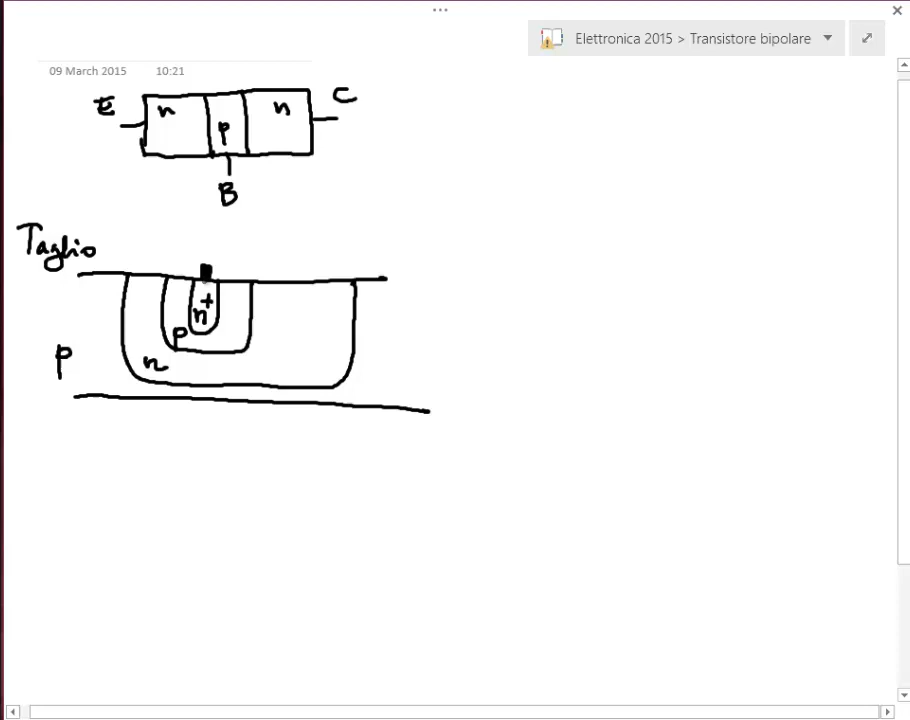 Elettronica 2015 > Transistore bipolare
09 March 2015 10:21
E n p n C
B
Taglio
n+
p
p n